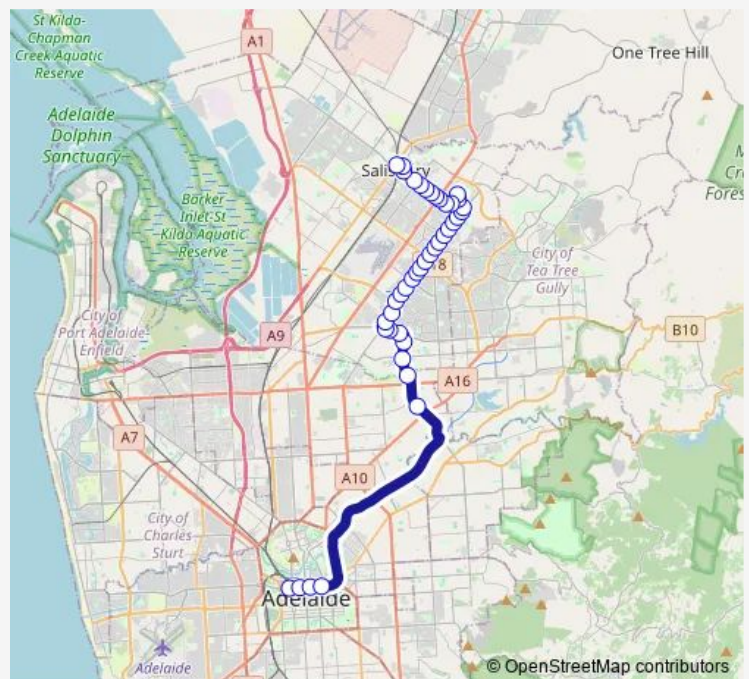 St Kilda-
Chapman
Creek Aquatic
Reserve
A1
One Tree Hill
Adelaide
Dolphin
Sanctuary
Barker
Inlet-St
Kilda Aquatic
Reserve
City of
Tea Tree
Gully
City of
Port Adelaide-
Enfield
A9
B10
A16
A7
A10
City of
Charles
Sturt
Adelaide
Adelaide
© OpenStreetMap contributors